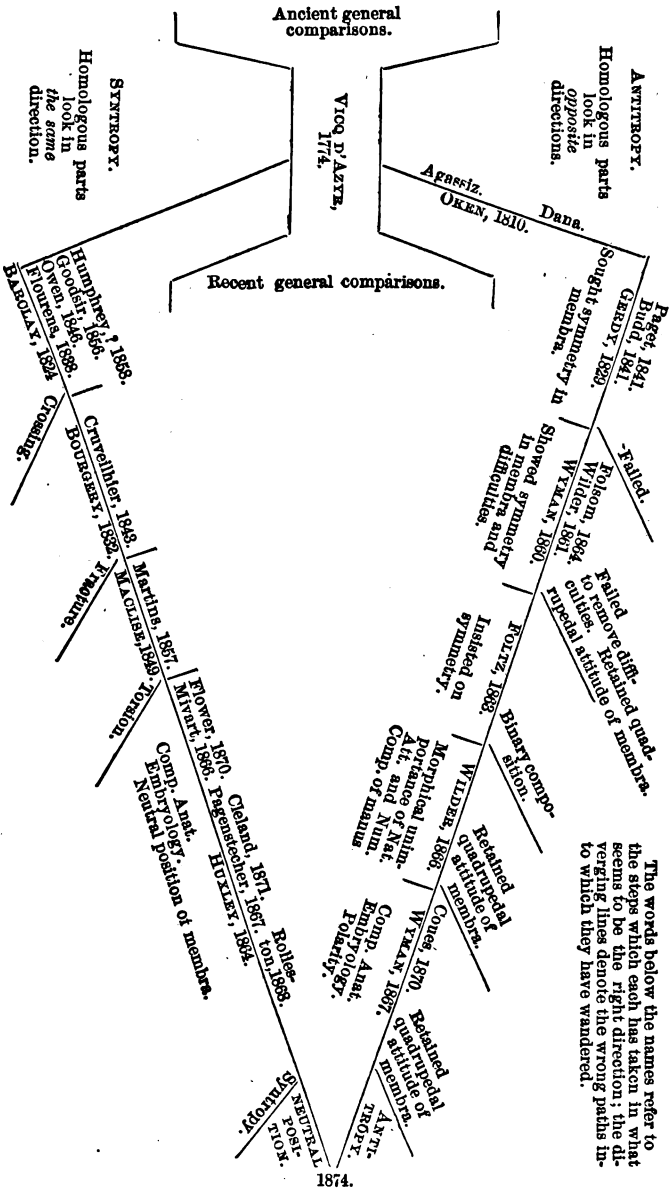 Ancient general
comparisons.
ANTITROPY.
Homologous parts
look in
opposite
directions.
VICQ D'AZYR,
1774.
SYNTROPY.
Homologous parts
look in
the same
direction.
Agassiz.
Dana.
OKEN, 1810.
Recent general comparisons.
Paget, 1841.
Budd, 1841.
GERDY, 1829.
Sought symmetry in
membra.
-Failed.
Folsom, 1864.
Wilder, 1861.
WYMAN, 1860.
Showed symmetry
in membra and
difficulties.
Failed
to remove diffi-
culties. Retained quad-
rupedal attitude of membra.
FOLTZ, 1863.
Insisted on
symmetry.
Binary compo-
sition.
WILDER, 1866.
Morphical unim-
portance of Nat.
Att. and Num.
Comp. of manus
Retained
quadrupedal
attitude of
membra.
Coues, 1870.
WYMAN, 1867.
Comp. Anat.
Embryology.
Polarity.
Retained
quadrupedal
attitude of
membra.
ANTI-
TROPY.
Humphrey, ? 1858.
Goodsir, 1856.
Owen, 1846.
Flourens, 1838.
BARCLAY, 1824
Crossing.
Cruveilhier, 1843.
BOURGERY, 1832.
Fracture.
Martins, 1857.
MACLISE, 1849.
Torsion.
Flower, 1870.
Mivart, 1866.
Cleland, 1871
Pagenstecher, 1867.
Rolles-
ton, 1868.
HUXLEY, 1864.
Comp. Anat.
Embryology.
Neutral position of membra.
Syntropy.
NEUTRAL
POSI-
TION.
1874.
The words below the names refer to
the steps which each has taken in what
seems to be the right direction; the di-
verging lines denote the wrong paths in-
to which they have wandered.